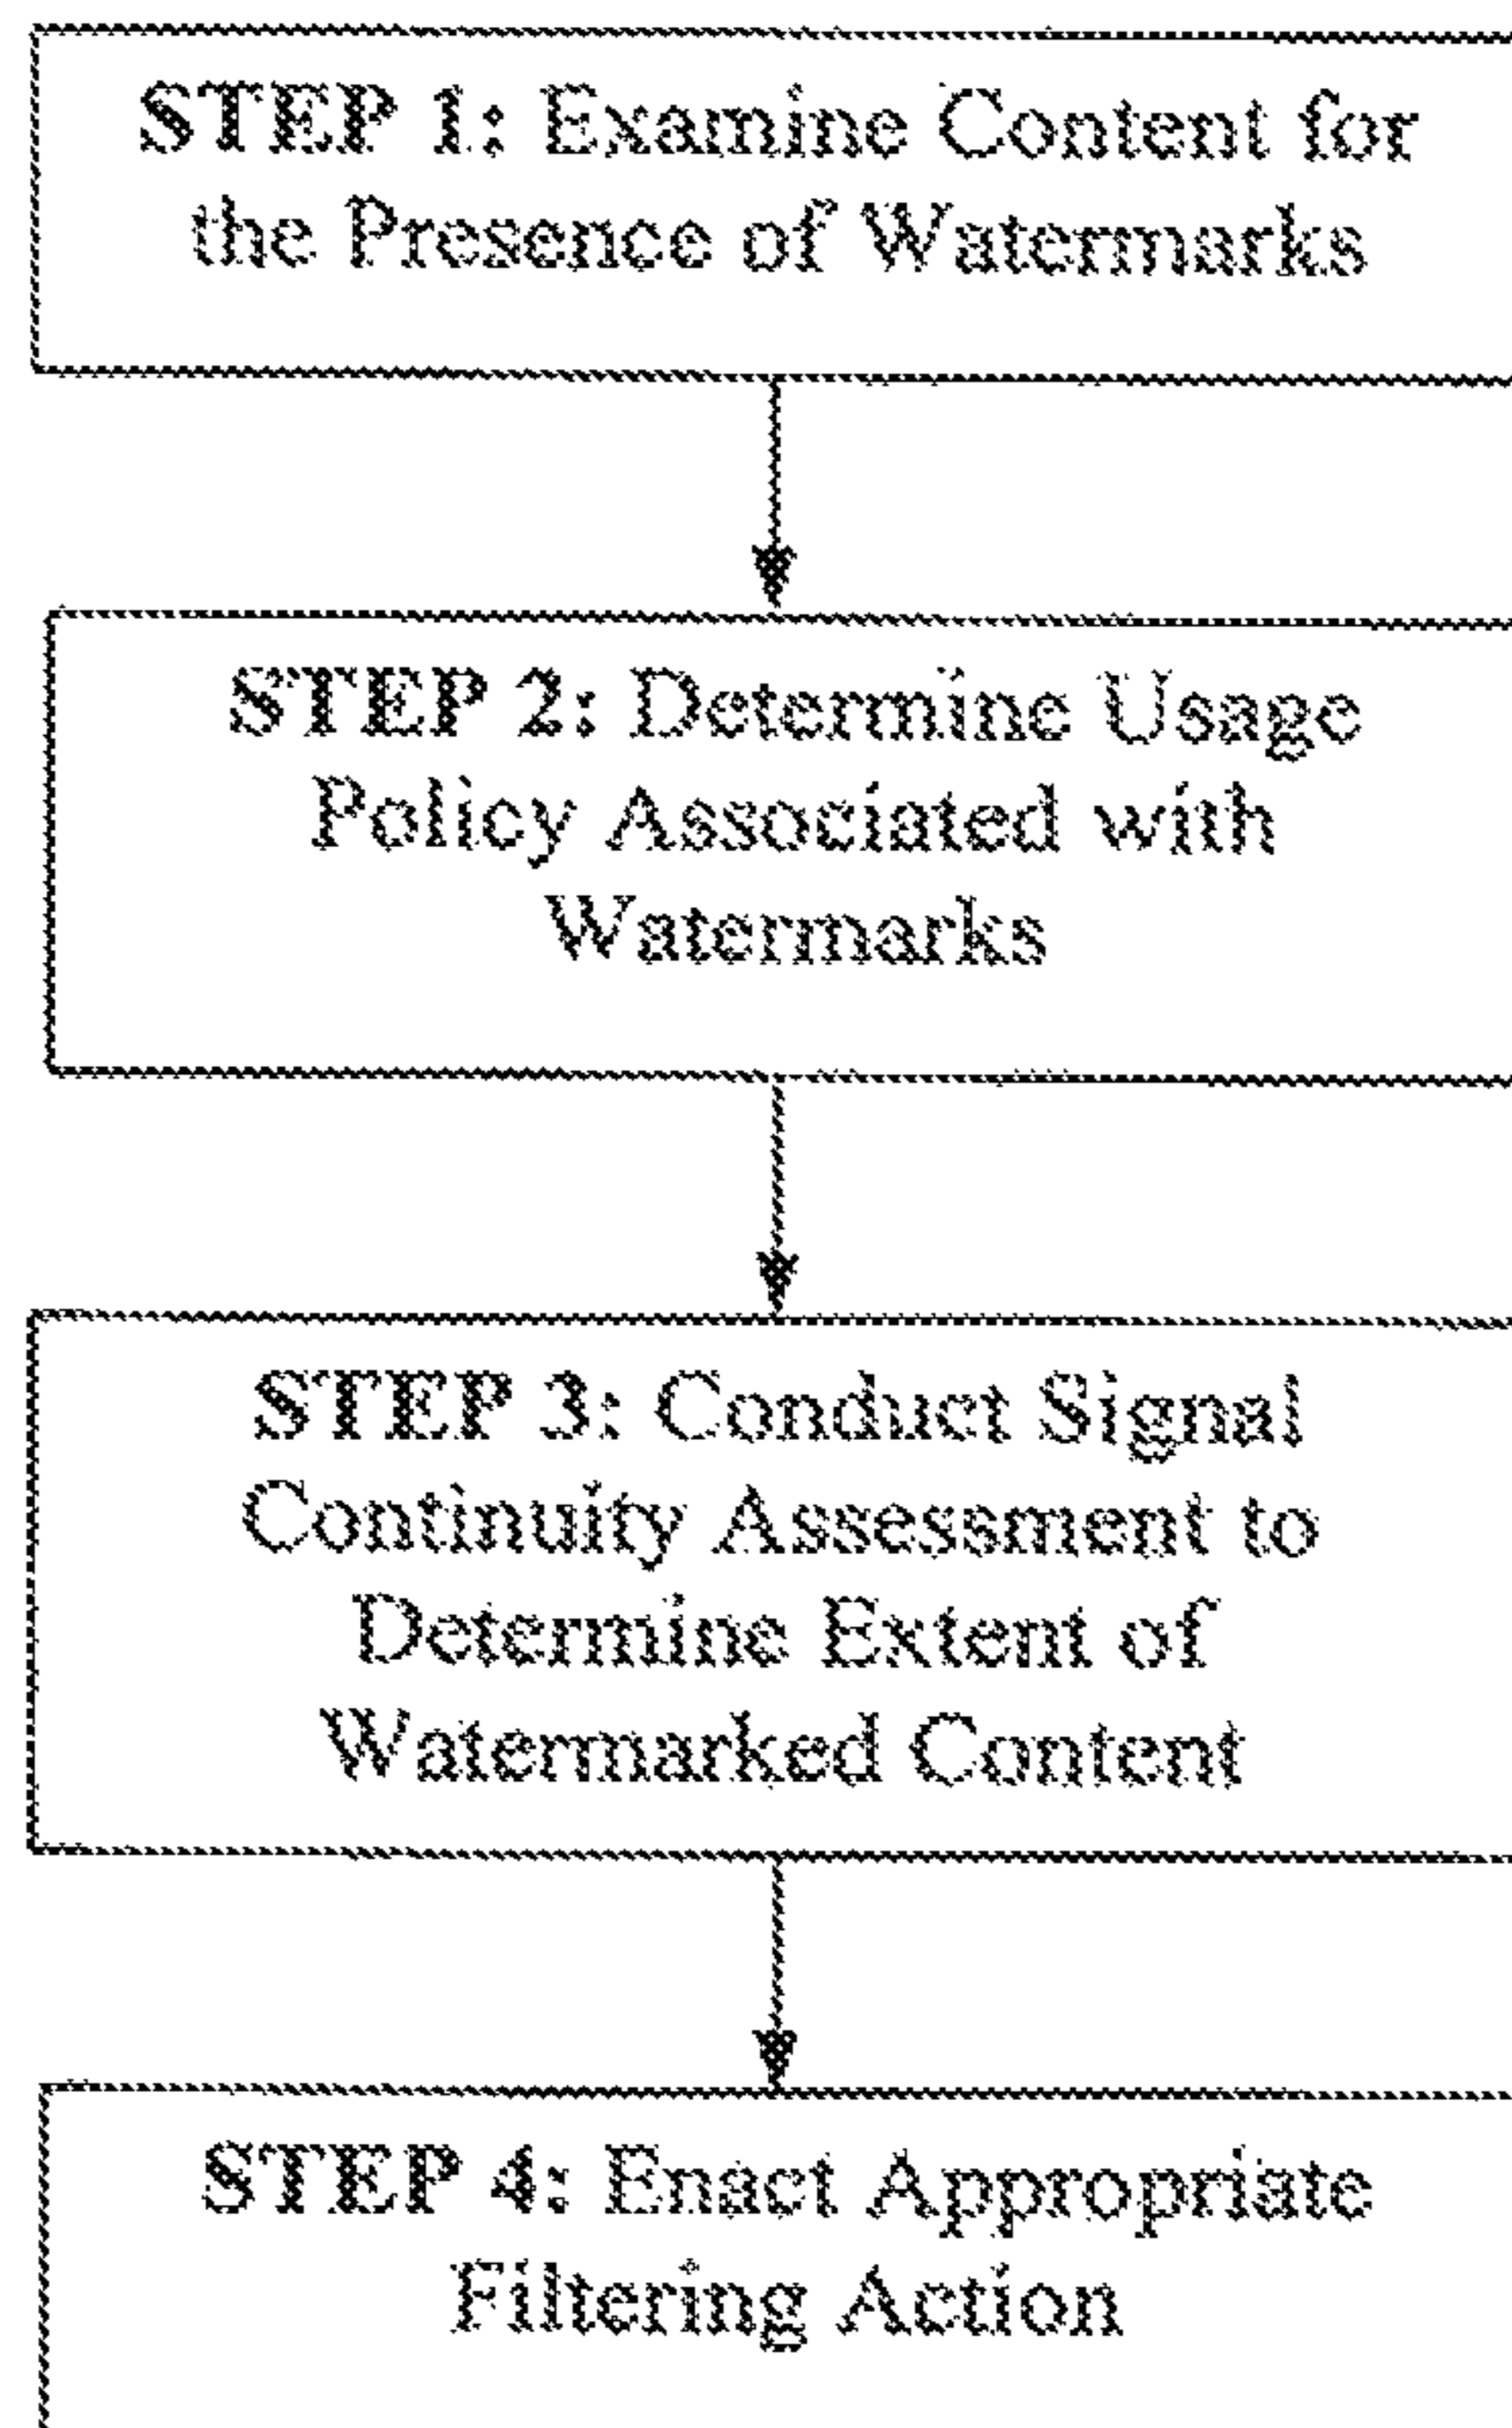 STEP 1: Examine Content for
the Presence of Watermarks
STEP 2: Determine Usage
Policy Associated with
Watermarks
STEP 3: Conduct Signal
Continuity Assessment to
Determine Extent of
Watermarked Content
STEP 4: Enact Appropriate
Filtering Action